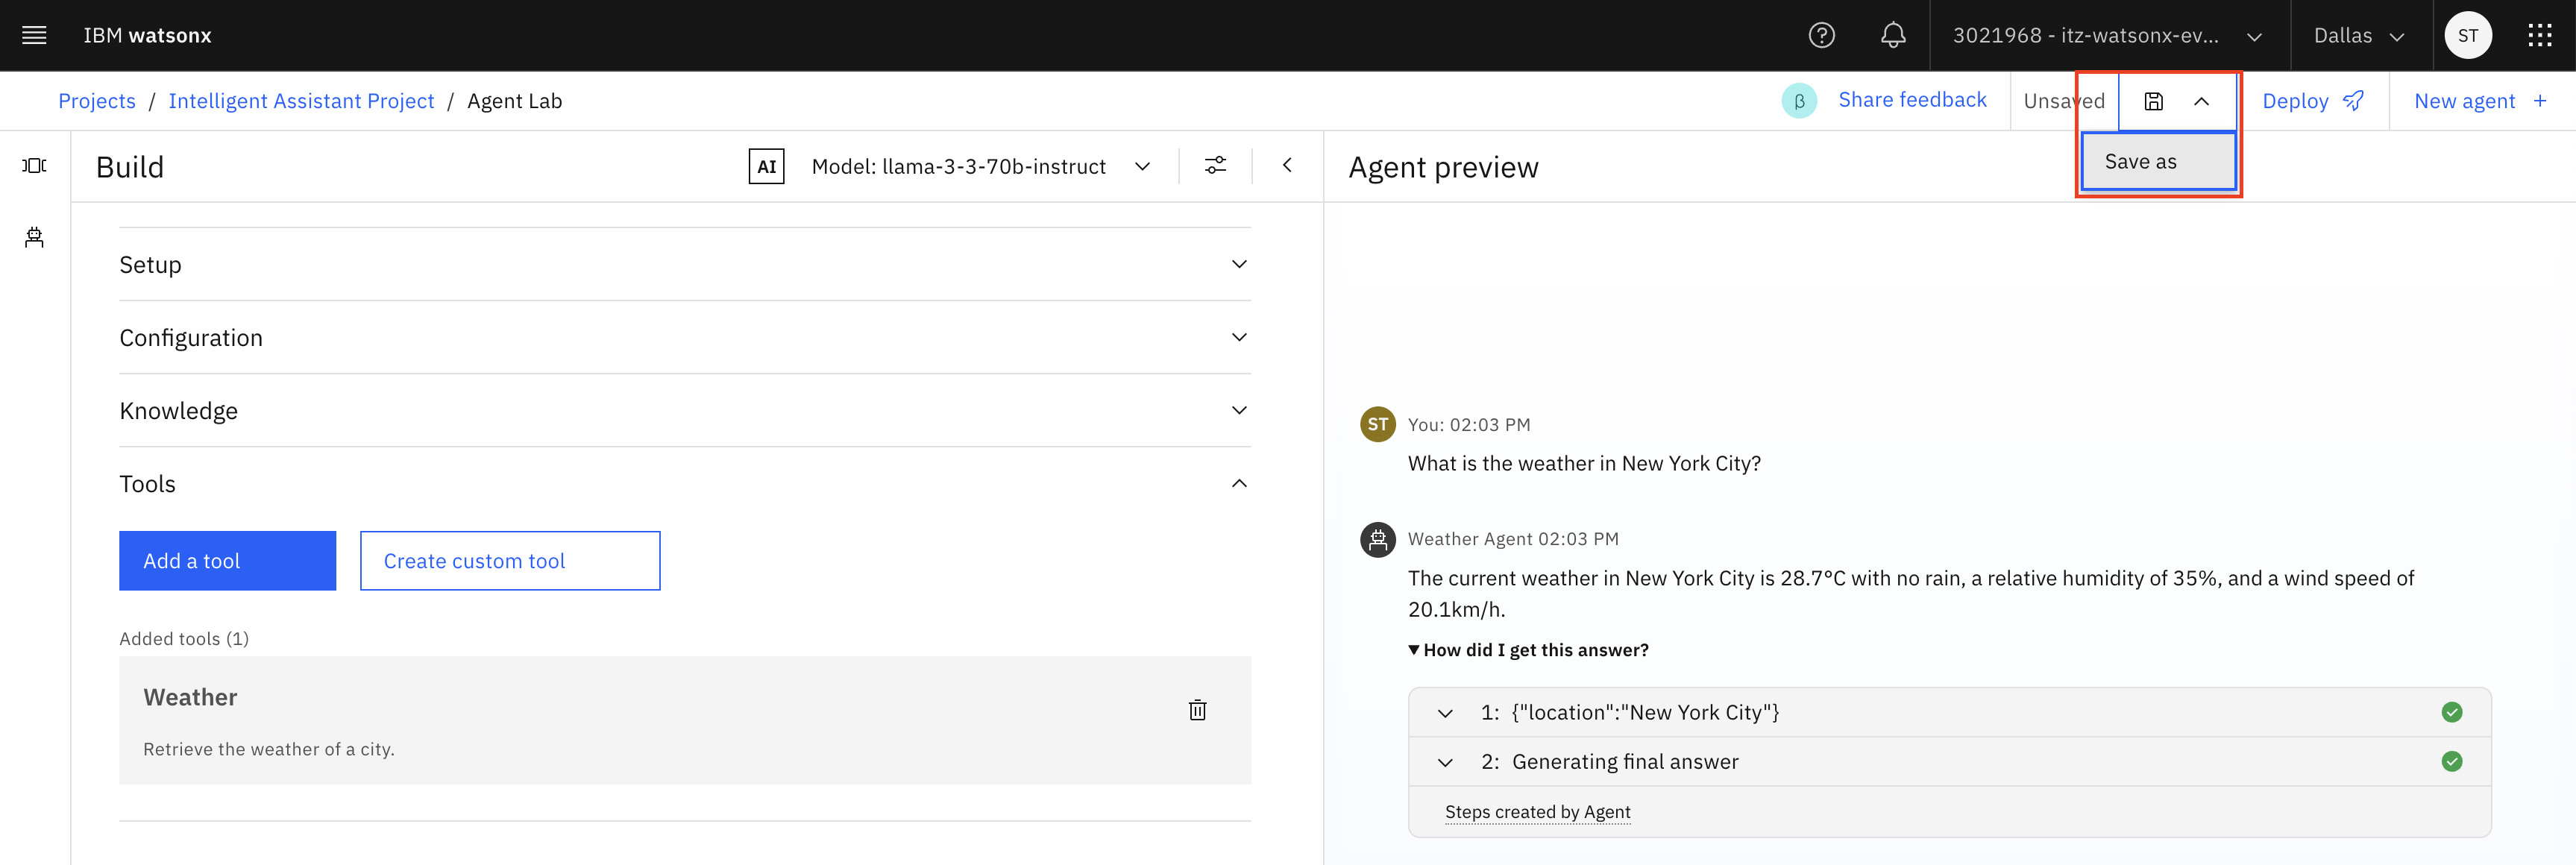 IBM watsonx
3021968 - itz-watsonx-ev...
Dallas
ST
Projects / Intelligent Assistant Project / Agent Lab
β
Share feedback
Unsaved
Deploy
New agent +
Save as
Build
AI
Model: llama-3-3-70b-instruct
Setup
Configuration
Knowledge
Tools
Add a tool
Create custom tool
Added tools (1)
Weather
Retrieve the weather of a city.
Agent preview
ST
You: 02:03 PM
What is the weather in New York City?
Weather Agent 02:03 PM
The current weather in New York City is 28.7°C with no rain, a relative humidity of 35%, and a wind speed of
20.1km/h.
▼ How did I get this answer?
1: {"location":"New York City"}
2: Generating final answer
Steps created by Agent